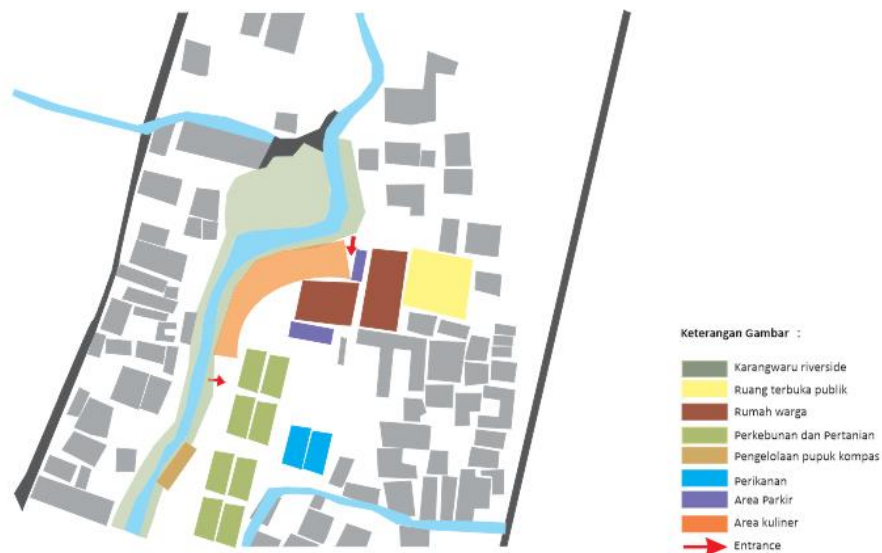 Keterangan Gambar :
Karangwaru riverside
Ruang terbuka publik
Rumah warga
Perkebunan dan Pertanian
Pengelolaan pupuk kompas
Perikanan
Area Parkir
Area kuliner
Entrance